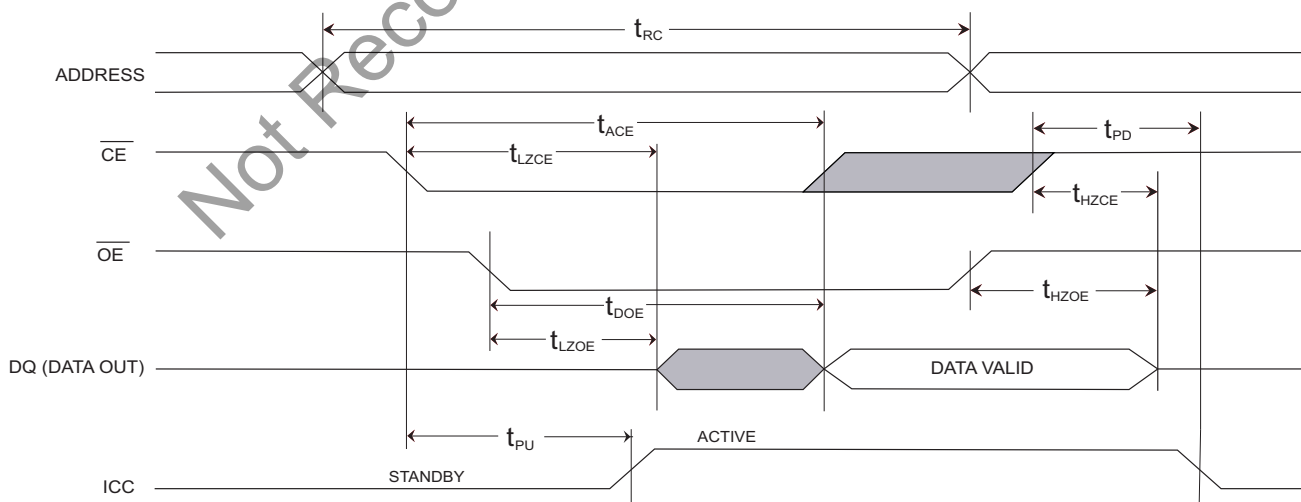 Not Reco
tRC
ADDRESS
tACE
tPD
CE
tLZCE
tHZCE
OE
tHZOE
tDOE
tLZOE
DQ (DATA OUT)
DATA VALID
tPU
ACTIVE
STANDBY
ICC